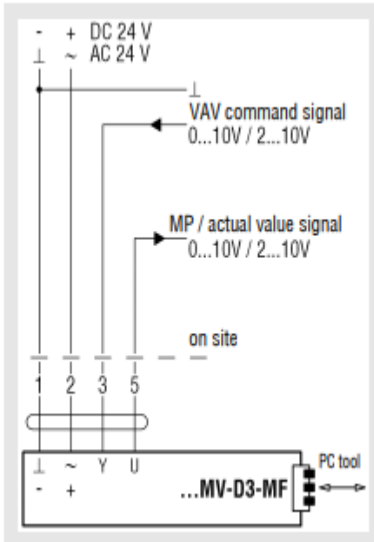 - + DC 24 V
⊥ ~ AC 24 V
⊥
VAV command signal
0...10V / 2...10V
MP / actual value signal
0...10V / 2...10V
on site
1 2 3 5
⊥ ~ Y U
- +
...MV-D3-MF
PC tool